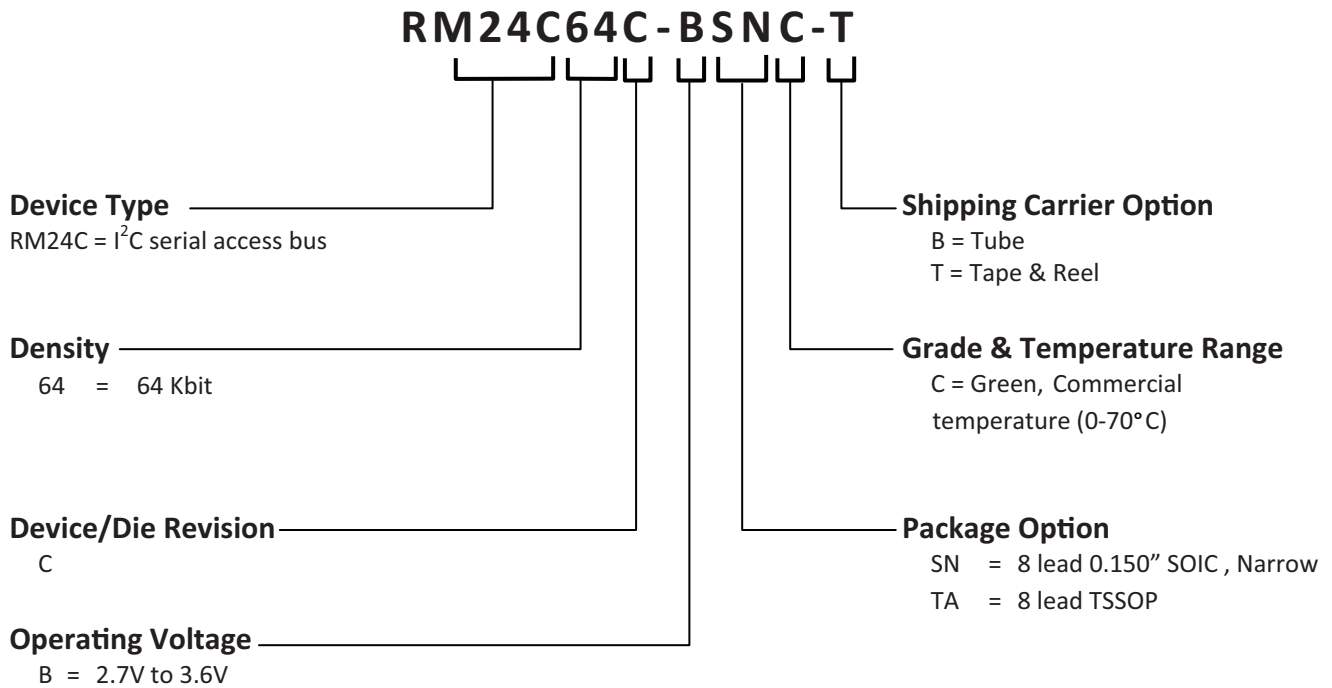 RM24C64C-BSNC-T
Device Type
RM24C = I²C serial access bus
Density
64 = 64 Kbit
Device/Die Revision
C
Operating Voltage
B = 2.7V to 3.6V
Shipping Carrier Option
B = Tube
T = Tape & Reel
Grade & Temperature Range
C = Green, Commercial
temperature (0-70°C)
Package Option
SN = 8 lead 0.150” SOIC , Narrow
TA = 8 lead TSSOP